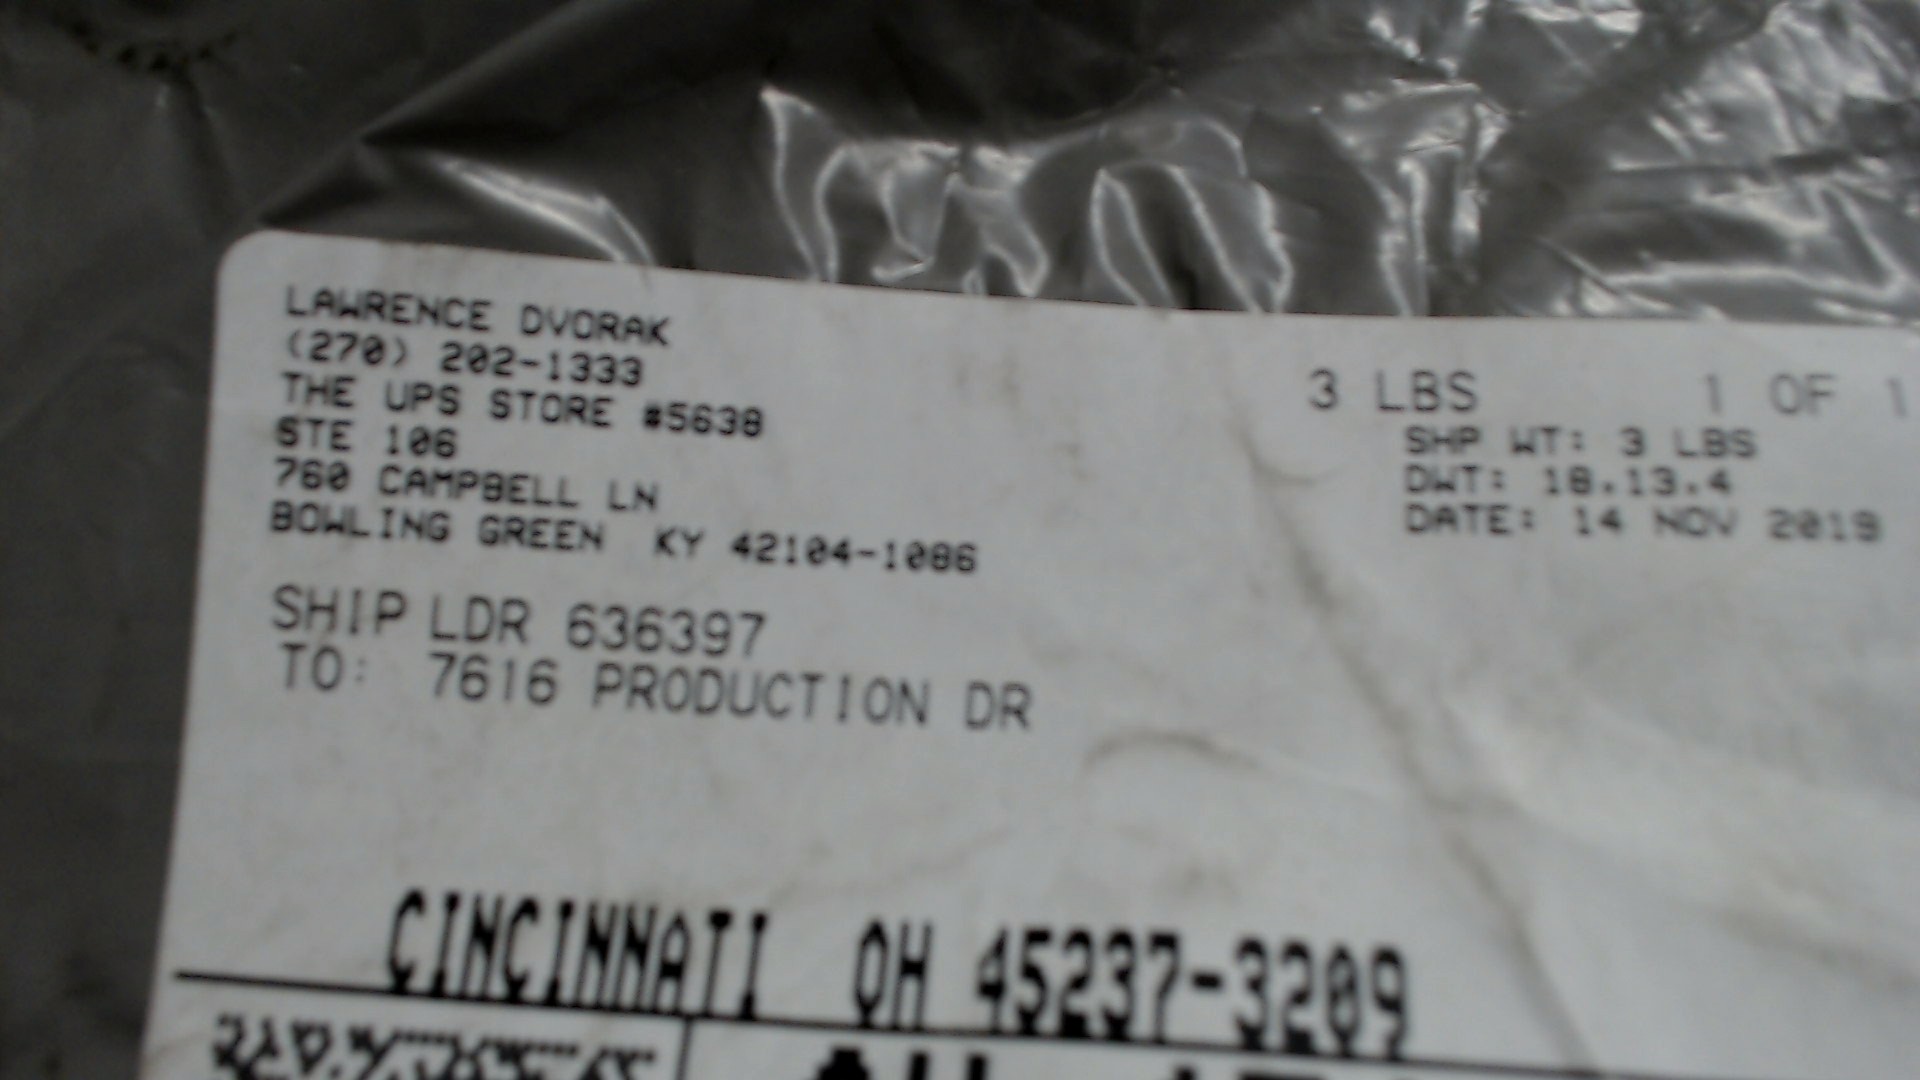 LAWRENCE DVORAK
(270) 202-1333
THE UPS STORE #5638
STE 106
760 CAMPBELL LN
BOWLING GREEN KY 42104-1086
3 LBS 1 OF 1
SHP WT: 3 LBS
DWT: 18.13.4
DATE: 14 NOV 2019
SHIP LDR 636397
TO: 7616 PRODUCTION DR
CINCINNATI OH 45237-3209